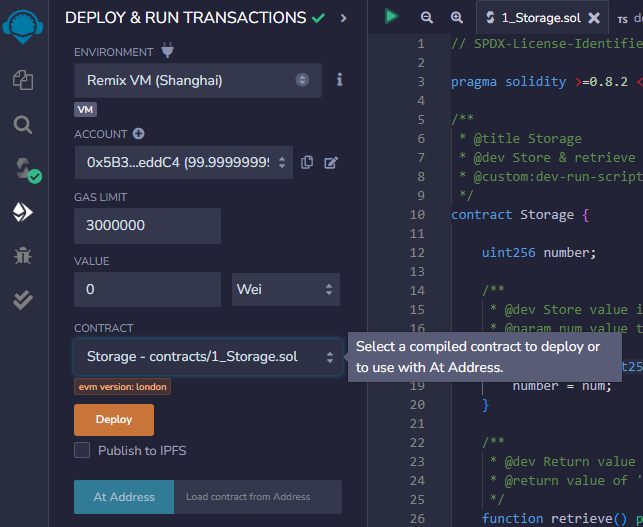 DEPLOY & RUN TRANSACTIONS
ENVIRONMENT
Remix VM (Shanghai)
VM
ACCOUNT
0x5B3...eddC4 (99.99999999
GAS LIMIT
3000000
VALUE
0
Wei
CONTRACT
Storage - contracts/1_Storage.sol
evm version: london
Deploy
Publish to IPFS
At Address
Load contract from Address
Select a compiled contract to deploy or
to use with At Address.
1_Storage.sol
TS de
1 // SPDX-License-Identifie
2
3 pragma solidity >=0.8.2 <
4
5 /**
6 * @title Storage
7 * @dev Store & retrieve
8 * @custom:dev-run-script
9 */
10 contract Storage {
11
12 uint256 number;
13
14 /**
15 * @dev Store value i
16 * @param num value t
t25
19 number = num;
20 }
21
22 /**
23 * @dev Return value
24 * @return value of '
25 */
26 function retrieve() p